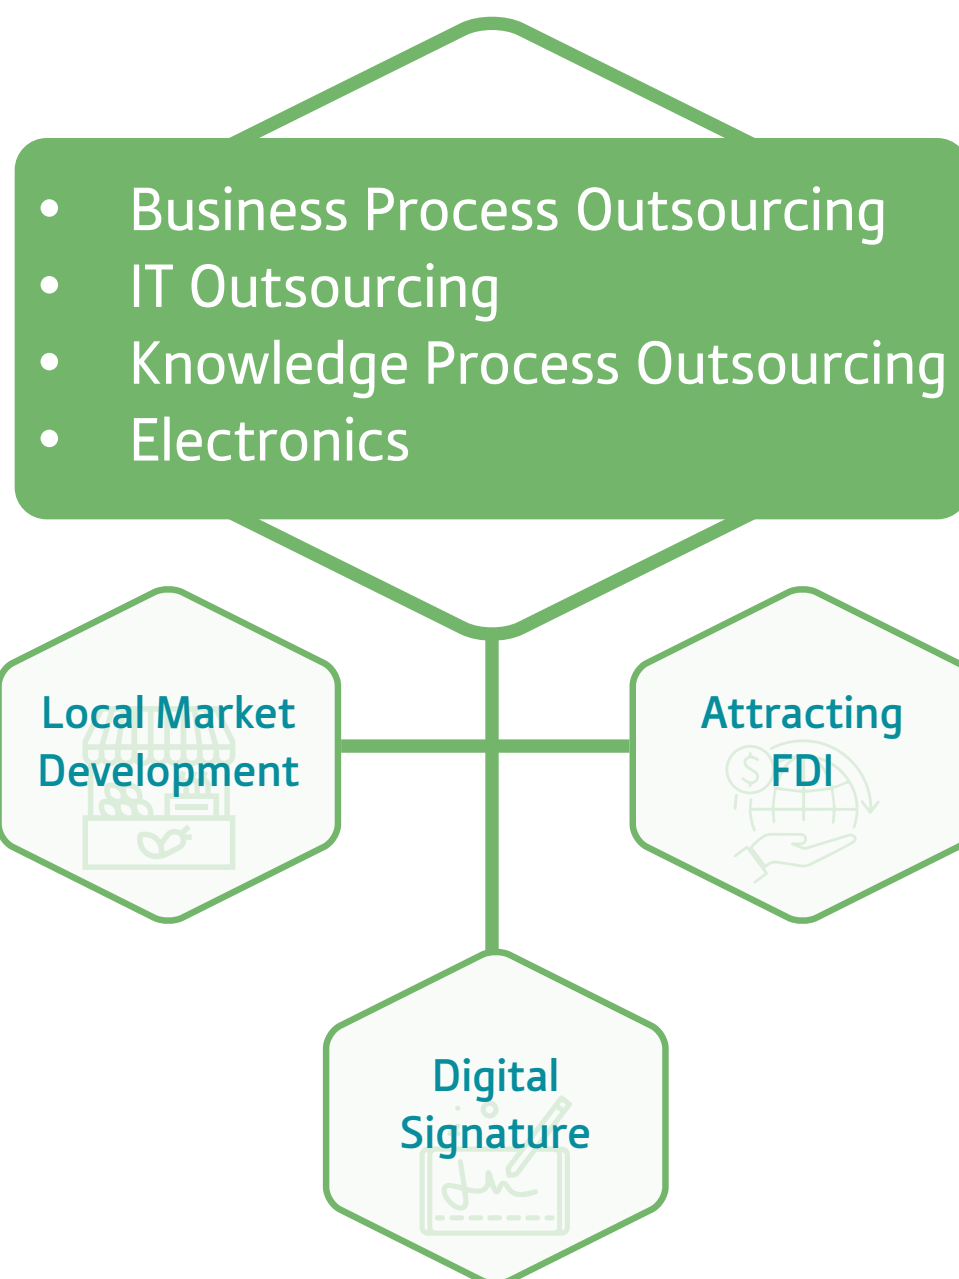 • Business Process Outsourcing
• IT Outsourcing
• Knowledge Process Outsourcing
• Electronics
Local Market
Development
Attracting
FDI
Digital
Signature